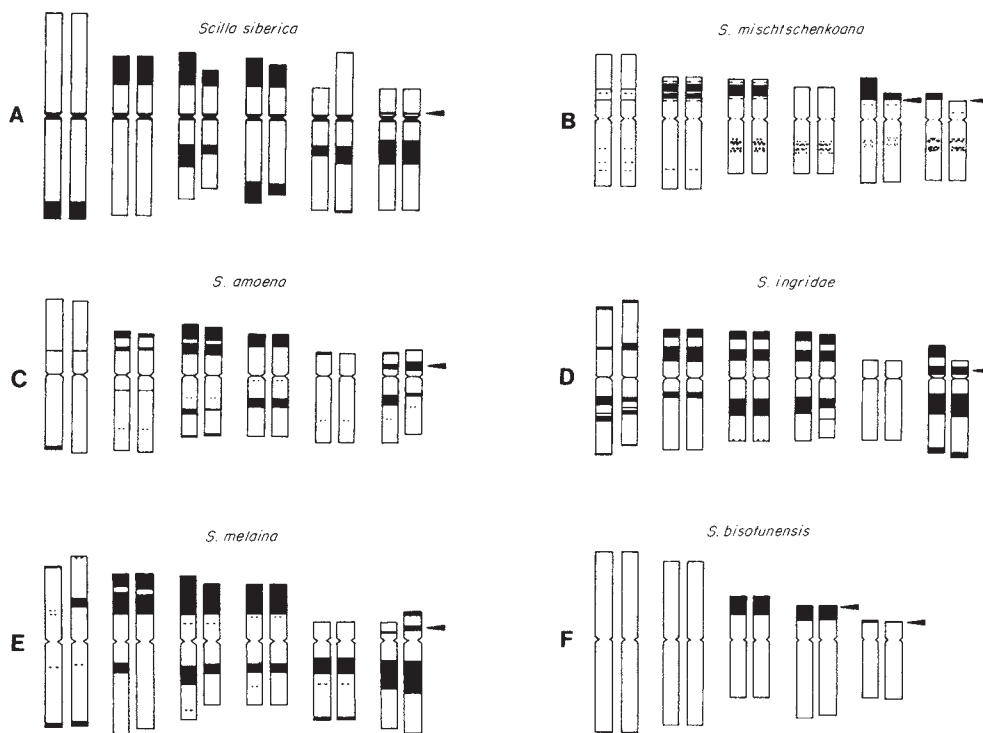 Scilla siberica
S. mischtschenkoana
A
B
S. amoena
S. ingridae
C
D
S. melaina
S. bisotunensis
E
F